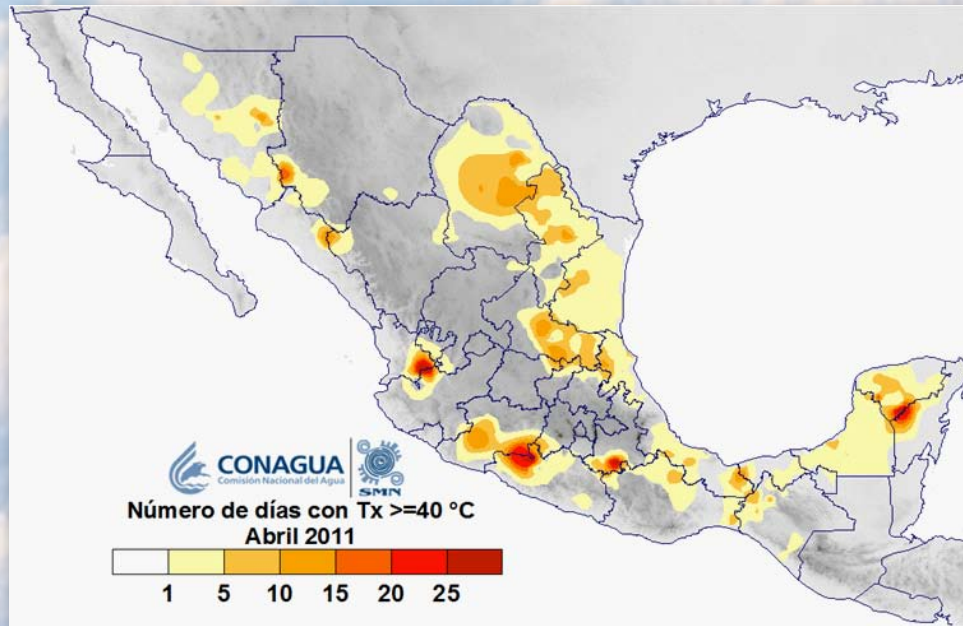 CONAGUA
Comisión Nacional del Agua
SMN
Número de días con Tx >=40 °C
Abril 2011
1 5 10 15 20 25